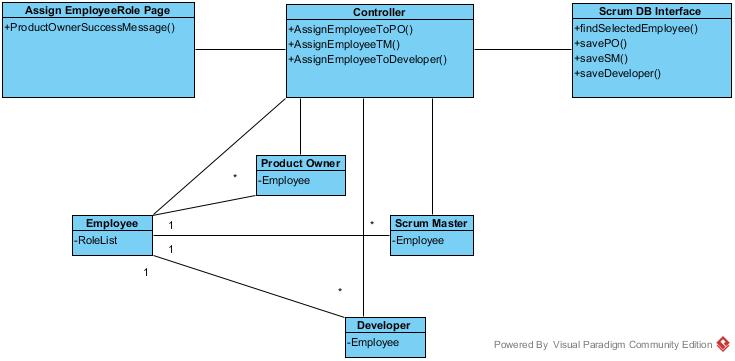 Assign EmployeeRole Page
+ProductOwnerSuccessMessage()
Controller
+AssignEmployeeToPO()
+AssignEmployeeTM()
+AssignEmployeeToDeveloper()
Scrum DB Interface
+findSelectedEmployee()
+savePO()
+saveSM()
+saveDeveloper()
Product Owner
-Employee
*
Employee
-RoleList
1
*
Scrum Master
-Employee
1
1
*
Developer
-Employee
Powered By Visual Paradigm Community Edition